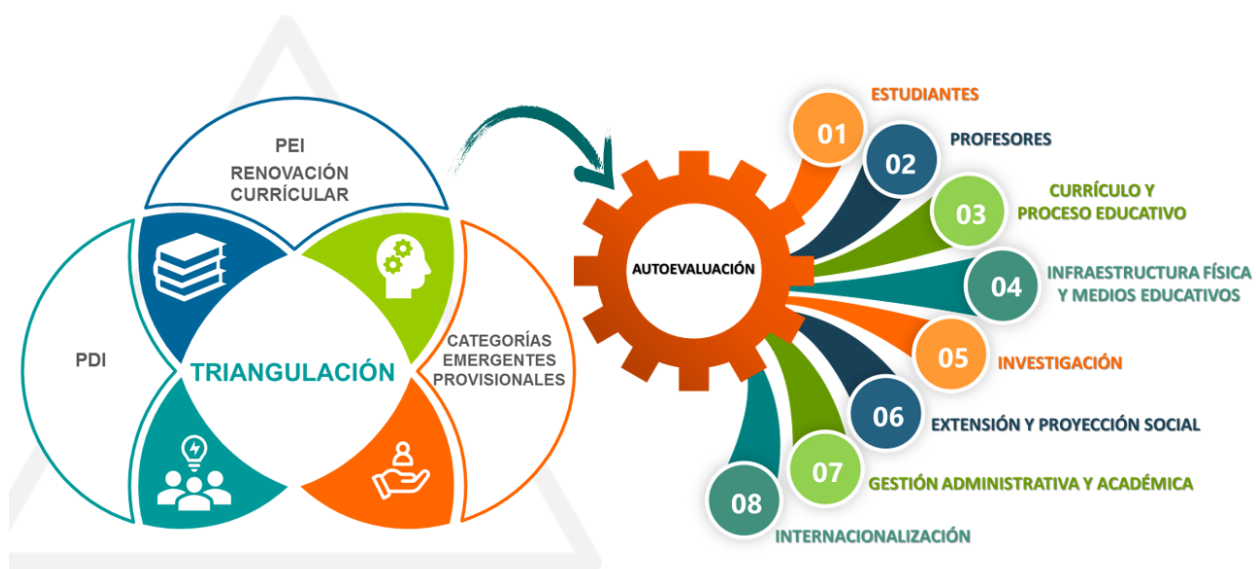 PEI
RENOVACIÓN
CURRÍCULAR
PDI
TRIANGULACIÓN
CATEGORÍAS
EMERGENTES
PROVISIONALES
AUTOEVALUACIÓN
01
ESTUDIANTES
02
PROFESORES
03
CURRÍCULO Y
PROCESO EDUCATIVO
04
INFRAESTRUCTURA FÍSICA
Y MEDIOS EDUCATIVOS
05
INVESTIGACIÓN
06
EXTENSIÓN Y PROYECCIÓN SOCIAL
07
GESTIÓN ADMINISTRATIVA Y ACADÉMICA
08
INTERNACIONALIZACIÓN